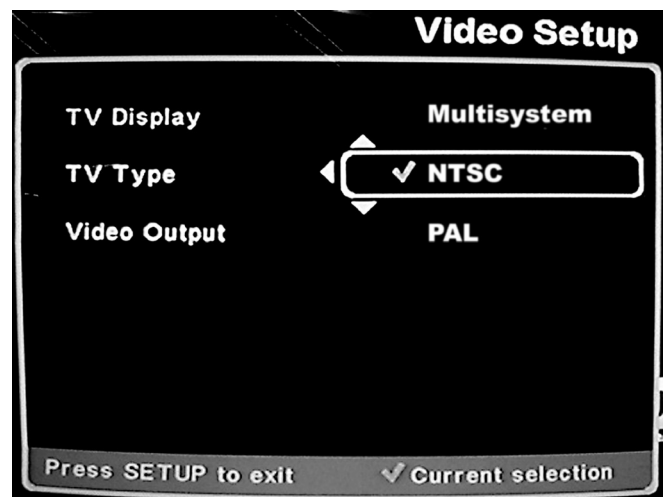 Video Setup
TV Display Multisystem
TV Type ✓ NTSC
Video Output PAL
Press SETUP to exit ✓ Current selection